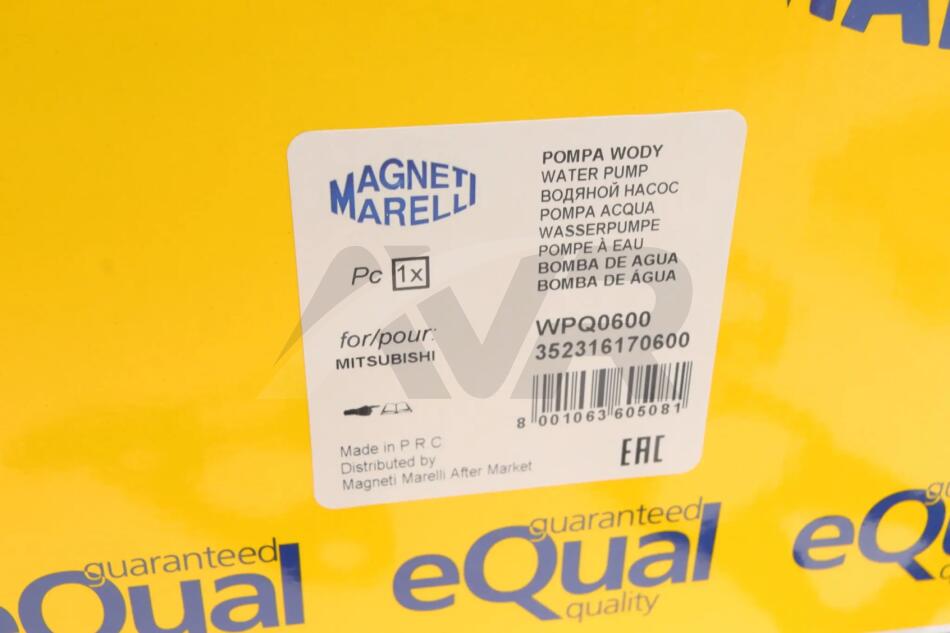 MAGNETI
MARELLI
Pc 1x
for/pour:
MITSUBISHI
Made in P R C
Distributed by
Magneti Marelli After Market
POMPA WODY
WATER PUMP
ВОДЯНОЙ НАСОС
POMPA ACQUA
WASSERPUMPE
POMPE À EAU
BOMBA DE AGUA
BOMBA DE ÁGUA
WPQ0600
352316170600
8 001063 605081
EAC
AVR
guaranteed
eQual
guaranteed
eQual
quality
eQ